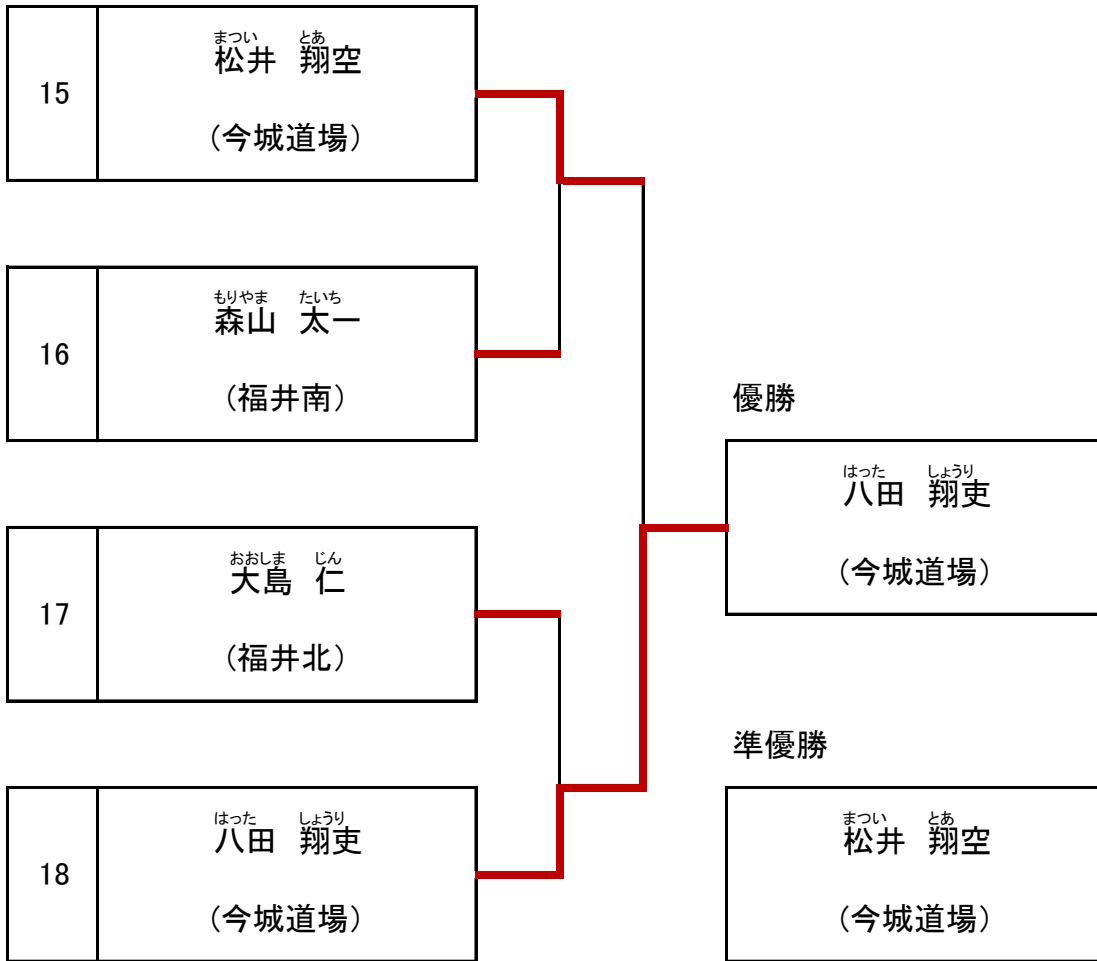 まつい とあ
15 松井 翔空
(今城道場)
もりやま たいち
16 森山 太一
(福井南)
おおしま じん
17 大島 仁
(福井北)
はった しょうり
18 八田 翔吏
(今城道場)
優勝
はった しょうり
八田 翔吏
(今城道場)
準優勝
まつい とあ
松井 翔空
(今城道場)